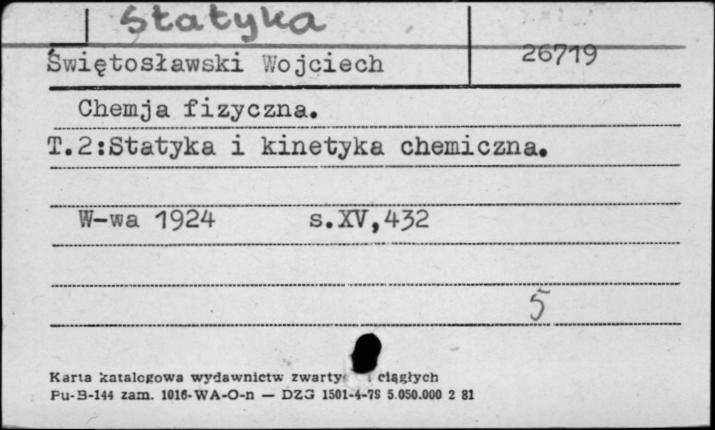 Statyka
Świętosławski Wojciech 26719
Chemja fizyczna.
T.2:Statyka i kinetyka chemiczna.
W-wa 1924 s.XV,432
5
Karta katalogowa wydawnictw zwarty ciągłych
Pu-B-144 zam. 1016-WA-O-n — DZG 1501-4-78 5.050.000 2 81